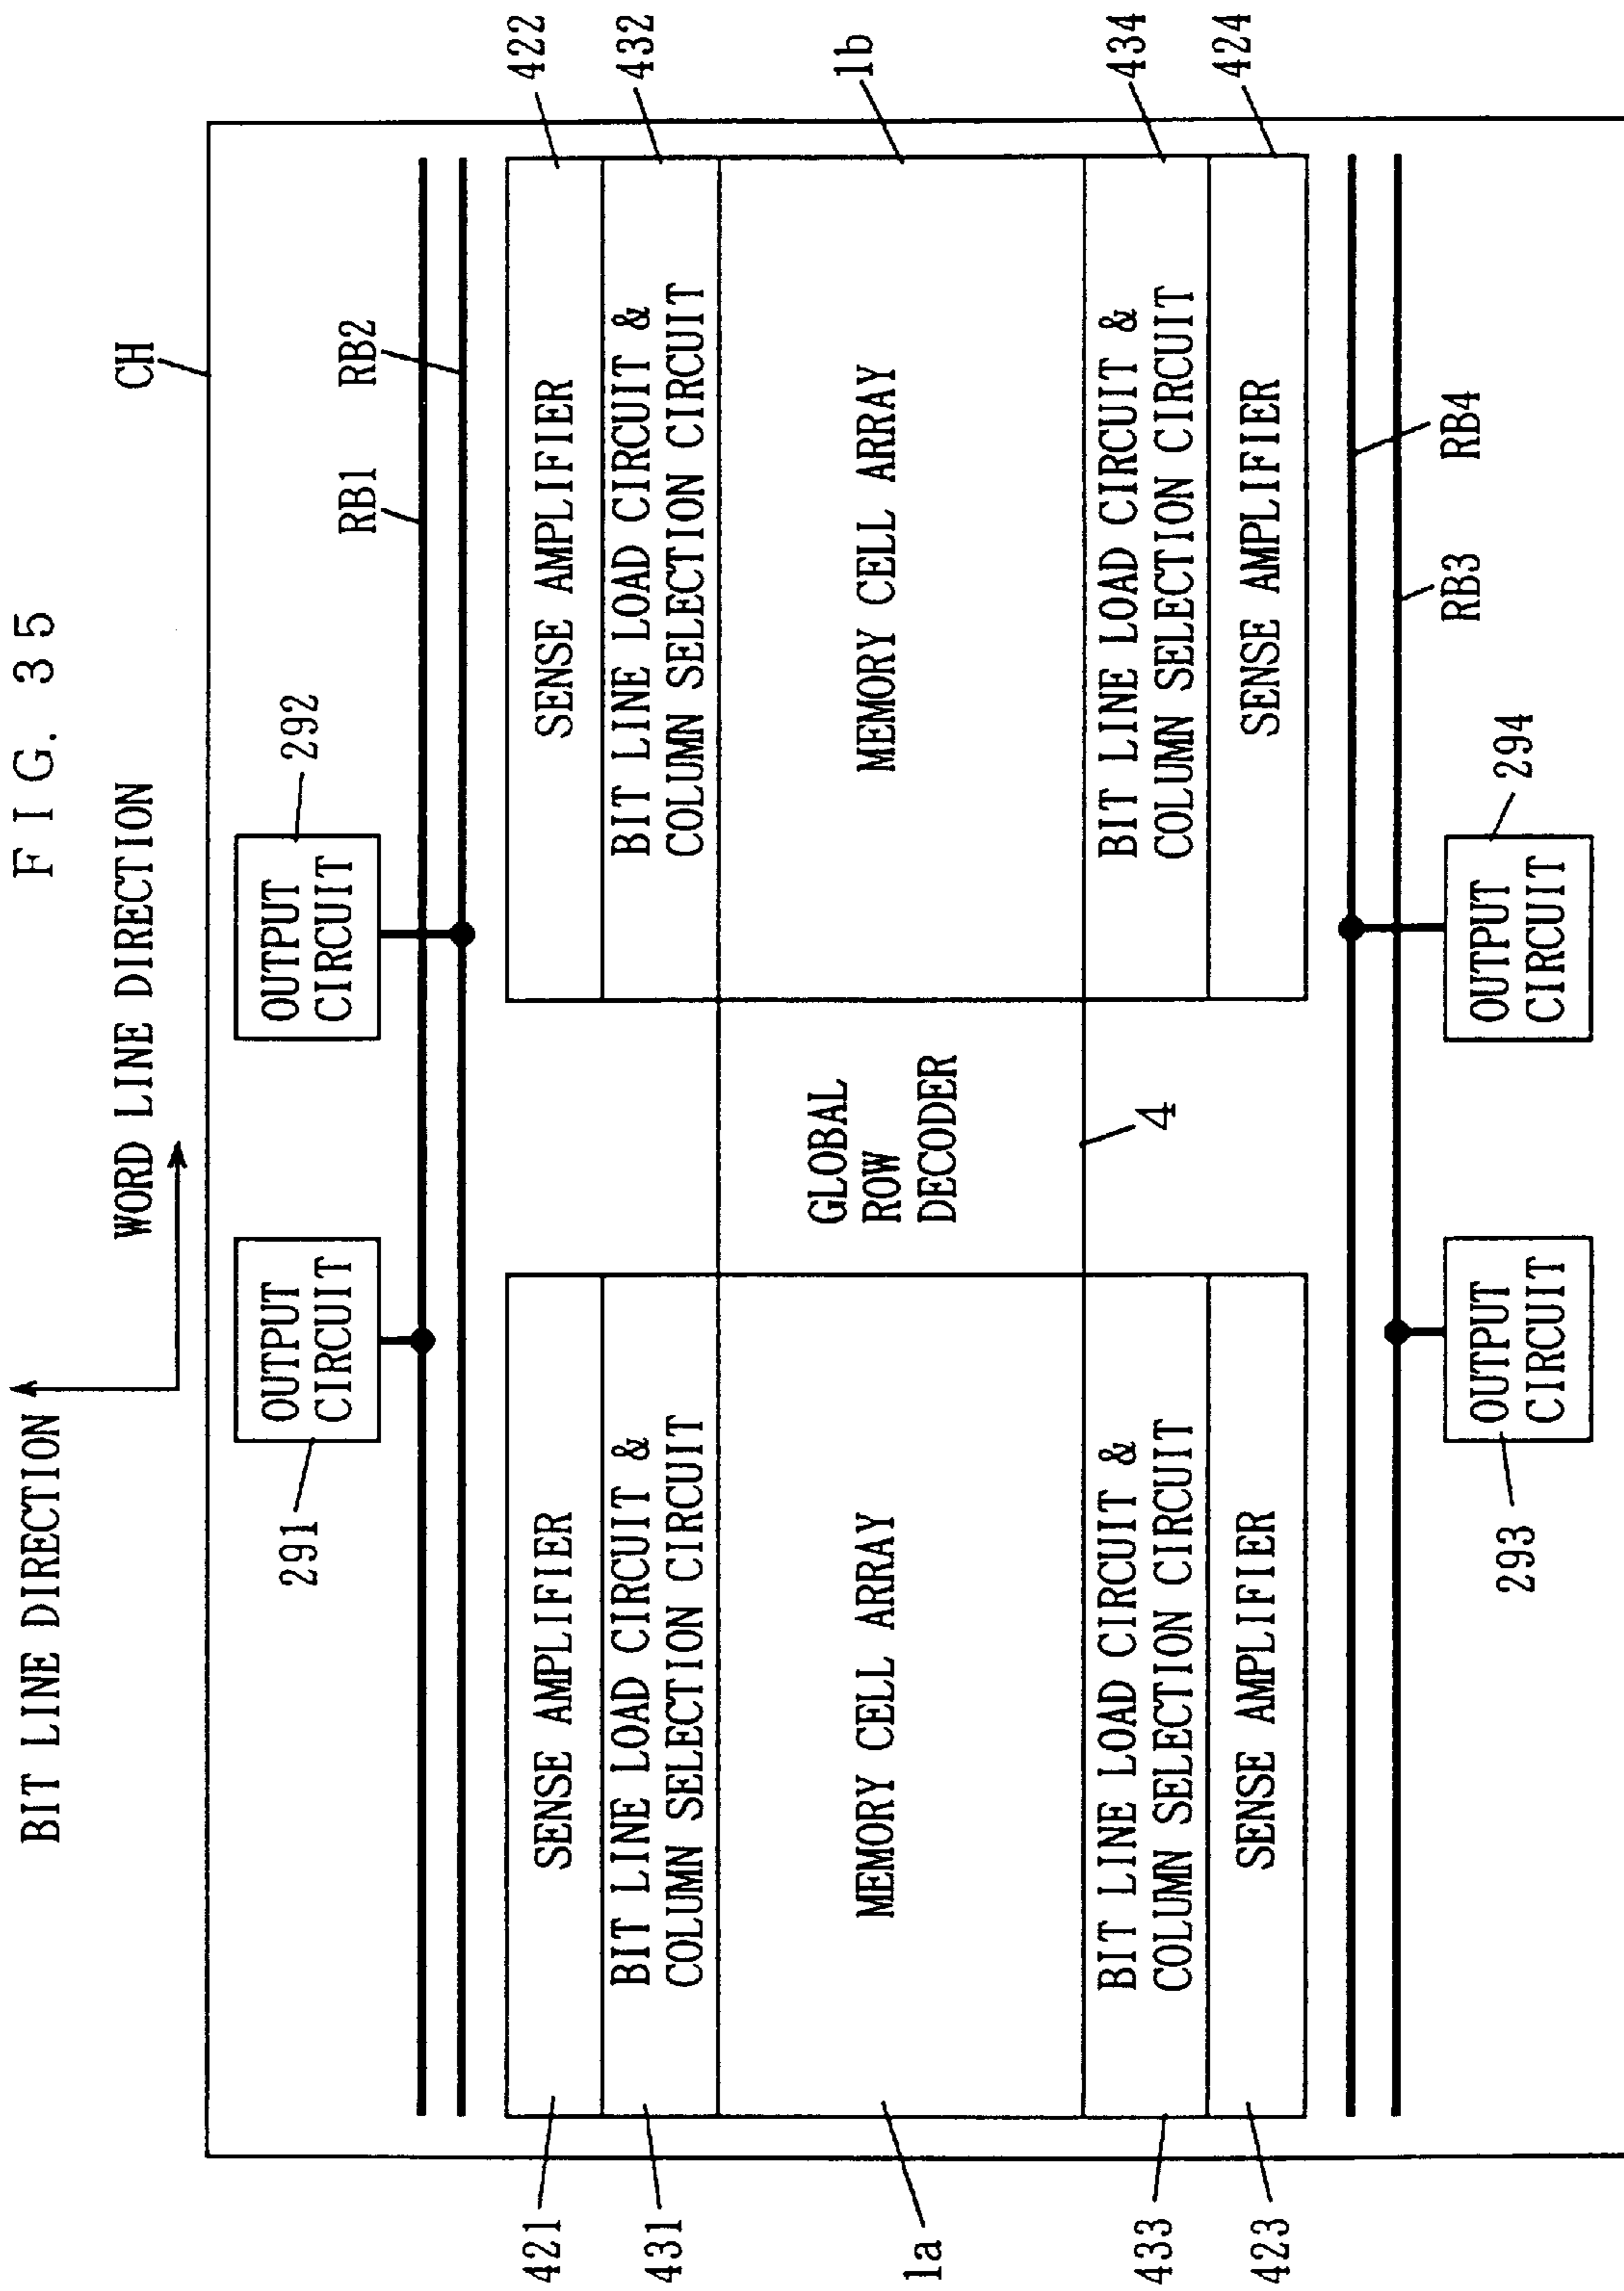 F I G. 35
BIT LINE DIRECTION
WORD LINE DIRECTION
CH
291
OUTPUT
CIRCUIT
OUTPUT
CIRCUIT
292
RB1
RB2
421
SENSE AMPLIFIER
SENSE AMPLIFIER
422
431
BIT LINE LOAD CIRCUIT &
COLUMN SELECTION CIRCUIT
BIT LINE LOAD CIRCUIT &
COLUMN SELECTION CIRCUIT
432
1a
MEMORY CELL ARRAY
GLOBAL
ROW
DECODER
MEMORY CELL ARRAY
1b
4
433
BIT LINE LOAD CIRCUIT &
COLUMN SELECTION CIRCUIT
BIT LINE LOAD CIRCUIT &
COLUMN SELECTION CIRCUIT
434
423
SENSE AMPLIFIER
SENSE AMPLIFIER
424
RB3
RB4
293
OUTPUT
CIRCUIT
OUTPUT
CIRCUIT
294